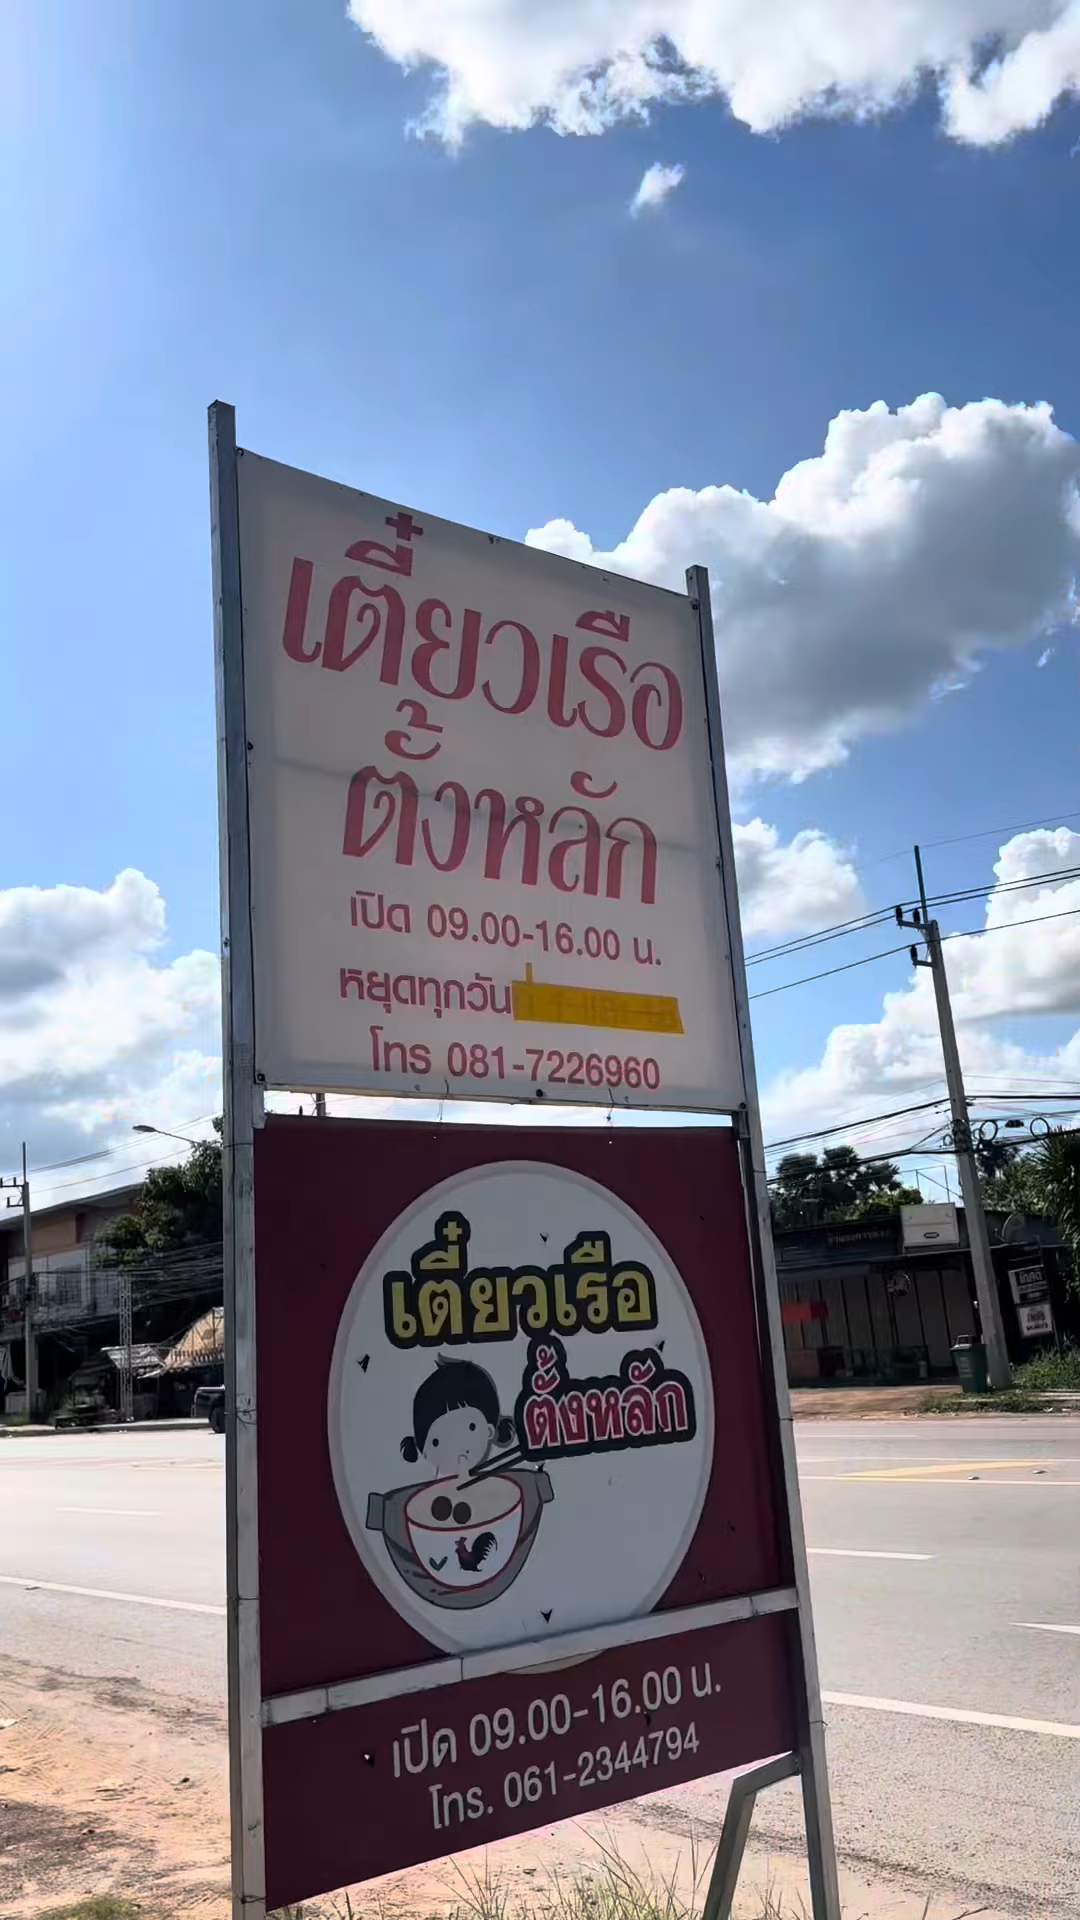 เตี๋ยวเรือ
ตั้งหลัก
เปิด 09.00-16.00 น.
หยุดทุกวัน
โทร 081-7226960
เตี๋ยวเรือ
ตั้งหลัก
เปิด 09.00-16.00 น.
โทร. 061-2344794